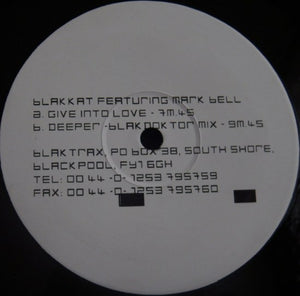 blakkat featuring mark bell
a. give into love - 7m.45
b. deeper - blakdoktor mix - 9m.45
blaktrax, po box 38, south shore,
blackpool, fy1 6gh
tel: 00 44 -0- 1253 795759
fax: 00 44 -0- 1253 795760